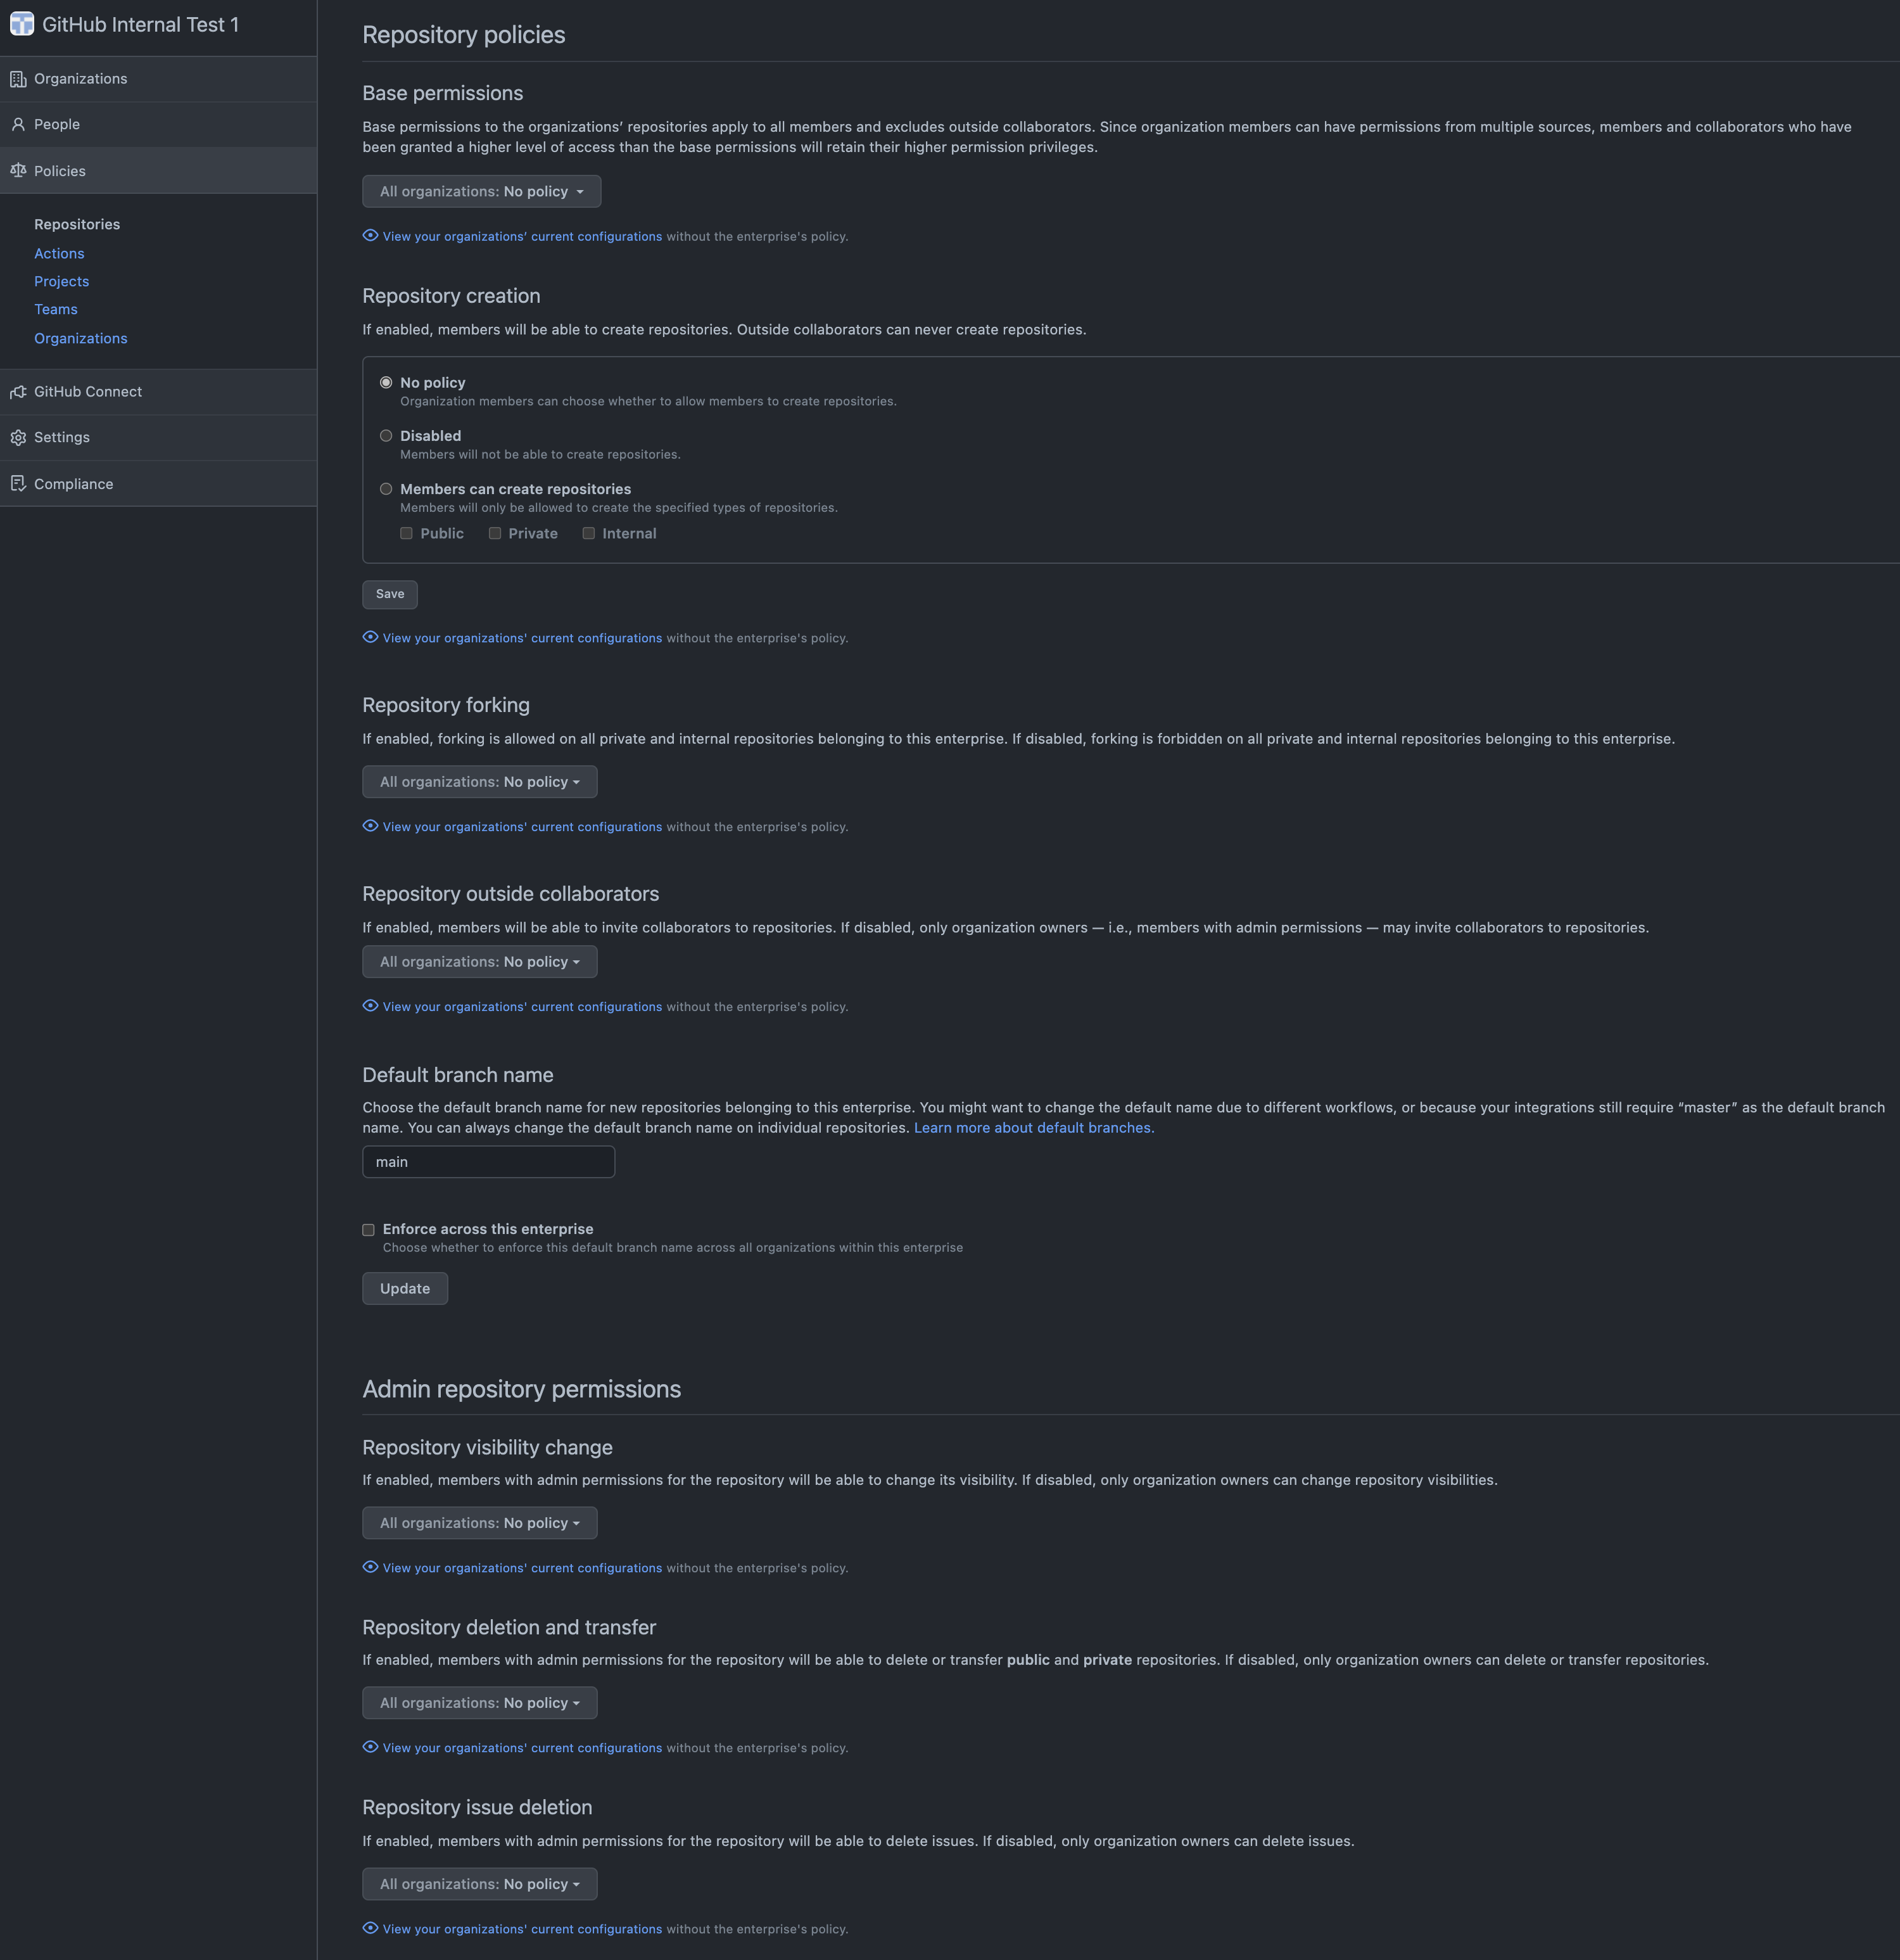 GitHub Internal Test 1
Organizations
People
Policies
Repositories
Actions
Projects
Teams
Organizations
GitHub Connect
Settings
Compliance
Repository policies
Base permissions
Base permissions to the organizations’ repositories apply to all members and excludes outside collaborators. Since organization members can have permissions from multiple sources, members and collaborators who have
been granted a higher level of access than the base permissions will retain their higher permission privileges.
All organizations: No policy
View your organizations’ current configurations without the enterprise's policy.
Repository creation
If enabled, members will be able to create repositories. Outside collaborators can never create repositories.
No policy
Organization members can choose whether to allow members to create repositories.
Disabled
Members will not be able to create repositories.
Members can create repositories
Members will only be allowed to create the specified types of repositories.
Public Private Internal
Save
View your organizations' current configurations without the enterprise's policy.
Repository forking
If enabled, forking is allowed on all private and internal repositories belonging to this enterprise. If disabled, forking is forbidden on all private and internal repositories belonging to this enterprise.
All organizations: No policy
View your organizations' current configurations without the enterprise's policy.
Repository outside collaborators
If enabled, members will be able to invite collaborators to repositories. If disabled, only organization owners — i.e., members with admin permissions — may invite collaborators to repositories.
All organizations: No policy
View your organizations' current configurations without the enterprise's policy.
Default branch name
Choose the default branch name for new repositories belonging to this enterprise. You might want to change the default name due to different workflows, or because your integrations still require “master” as the default branch
name. You can always change the default branch name on individual repositories. Learn more about default branches.
main
Enforce across this enterprise
Choose whether to enforce this default branch name across all organizations within this enterprise
Update
Admin repository permissions
Repository visibility change
If enabled, members with admin permissions for the repository will be able to change its visibility. If disabled, only organization owners can change repository visibilities.
All organizations: No policy
View your organizations' current configurations without the enterprise's policy.
Repository deletion and transfer
If enabled, members with admin permissions for the repository will be able to delete or transfer public and private repositories. If disabled, only organization owners can delete or transfer repositories.
All organizations: No policy
View your organizations' current configurations without the enterprise's policy.
Repository issue deletion
If enabled, members with admin permissions for the repository will be able to delete issues. If disabled, only organization owners can delete issues.
All organizations: No policy
View your organizations' current configurations without the enterprise's policy.